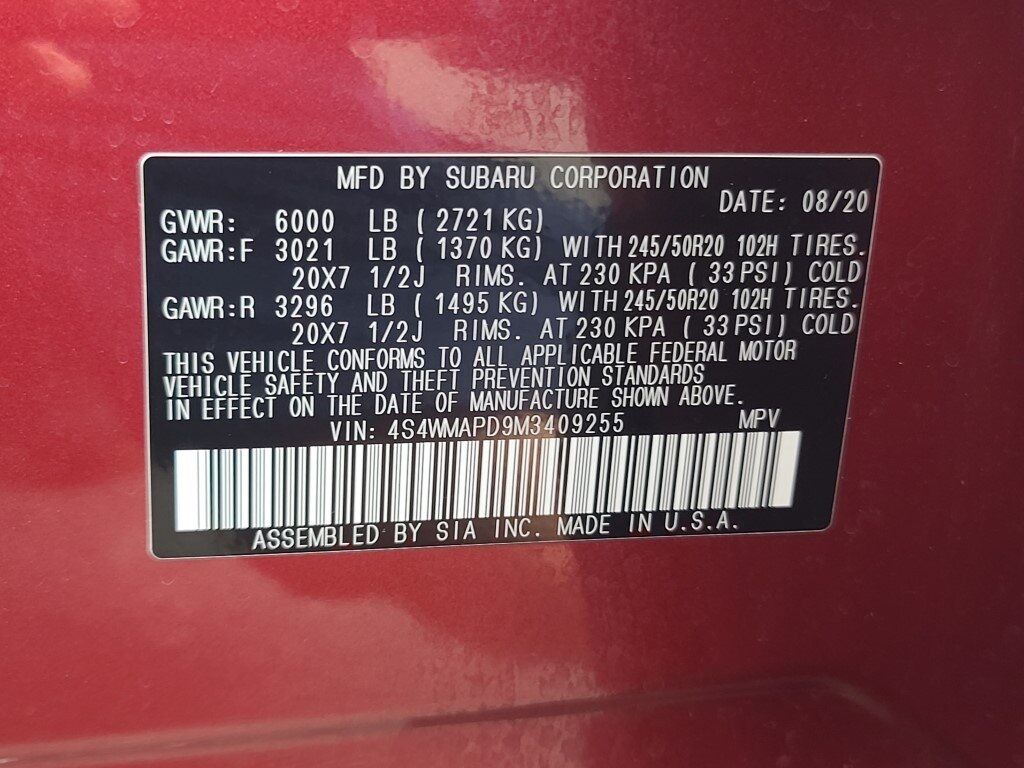 MFD BY SUBARU CORPORATION
DATE: 08/20
GVWR: 6000 LB ( 2721 KG)
GAWR:F 3021 LB ( 1370 KG) WITH 245/50R20 102H TIRES.
20X7 1/2J RIMS. AT 230 KPA ( 33 PSI) COLD
GAWR:R 3296 LB ( 1495 KG) WITH 245/50R20 102H TIRES.
20X7 1/2J RIMS. AT 230 KPA ( 33 PSI) COLD
THIS VEHICLE CONFORMS TO ALL APPLICABLE FEDERAL MOTOR
VEHICLE SAFETY AND THEFT PREVENTION STANDARDS
IN EFFECT ON THE DATE OF MANUFACTURE SHOWN ABOVE.
VIN: 4S4WMAPD9M3409255 MPV
ASSEMBLED BY SIA INC. MADE IN U.S.A.